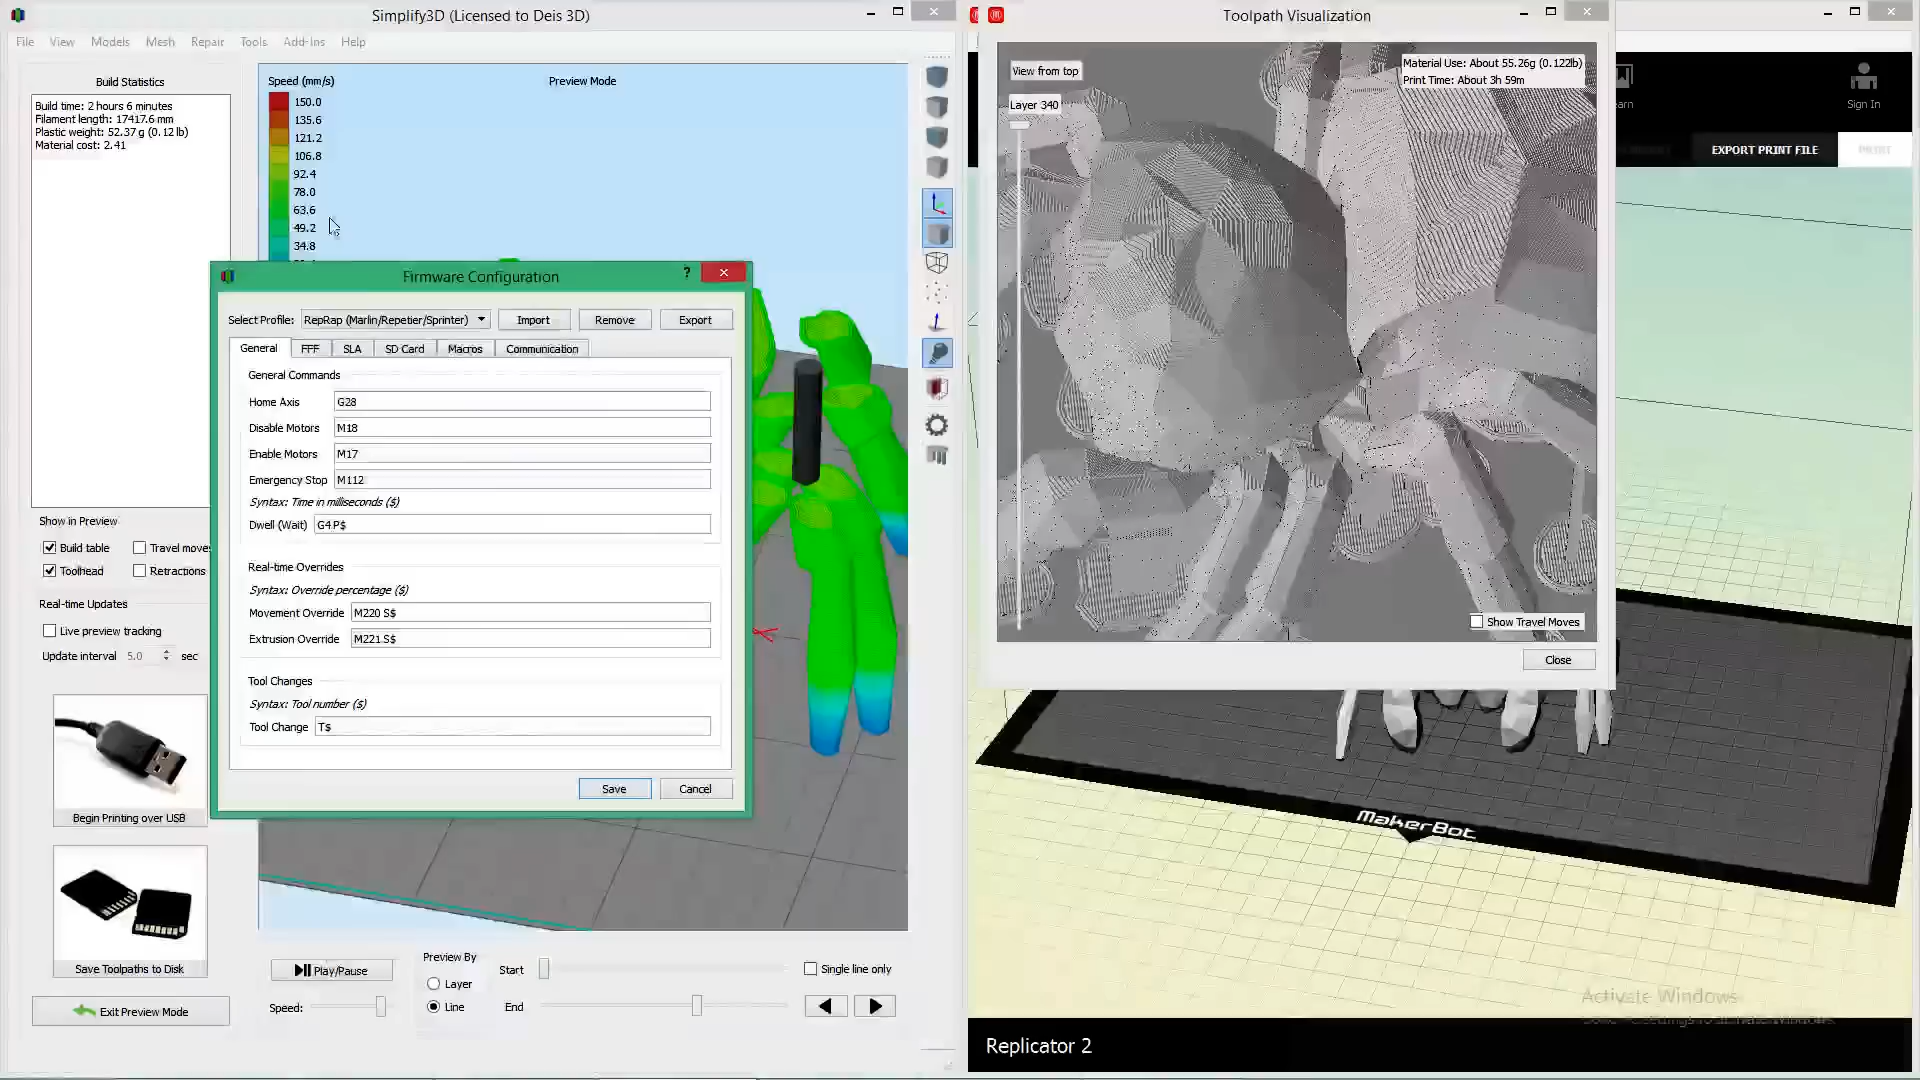 Simplify3D (Licensed to Deis 3D)
File View Models Mesh Repair Tools Add-Ins Help
Build Statistics
Build time: 2 hours 6 minutes
Filament length: 17417.6 mm
Plastic weight: 52.37 g (0.12 lb)
Material cost: 2.41
Speed (mm/s)
Preview Mode
150.0
135.6
121.2
106.8
92.4
78.0
63.6
49.2
34.8
Firmware Configuration
?
Select Profile: RepRap (Marlin/Repetier/Sprinter) Import Remove Export
General FFF SLA SD Card Macros Communication
General Commands
Home Axis G28
Disable Motors M18
Enable Motors M17
Emergency Stop M112
Syntax: Time in milliseconds ($)
Dwell (Wait) G4 P$
Real-time Overrides
Syntax: Override percentage ($)
Movement Override M220 S$
Extrusion Override M221 S$
Tool Changes
Syntax: Tool number ($)
Tool Change T$
Save Cancel
Show in Preview
Build table Travel moves
Toolhead Retractions
Real-time Updates
Live preview tracking
Update interval 5.0 sec
Begin Printing over USB
Save Toolpaths to Disk
Exit Preview Mode
Play/Pause
Speed:
Preview By
Layer
Line
Start
End
Single line only
Toolpath Visualization
View from top
Layer 340
Material Use: About 55.26g (0.122lb)
Print Time: About 3h 59m
Show Travel Moves
Close
Sign In
EXPORT PRINT FILE
PRINT
MakerBot
Activate Windows
Replicator 2